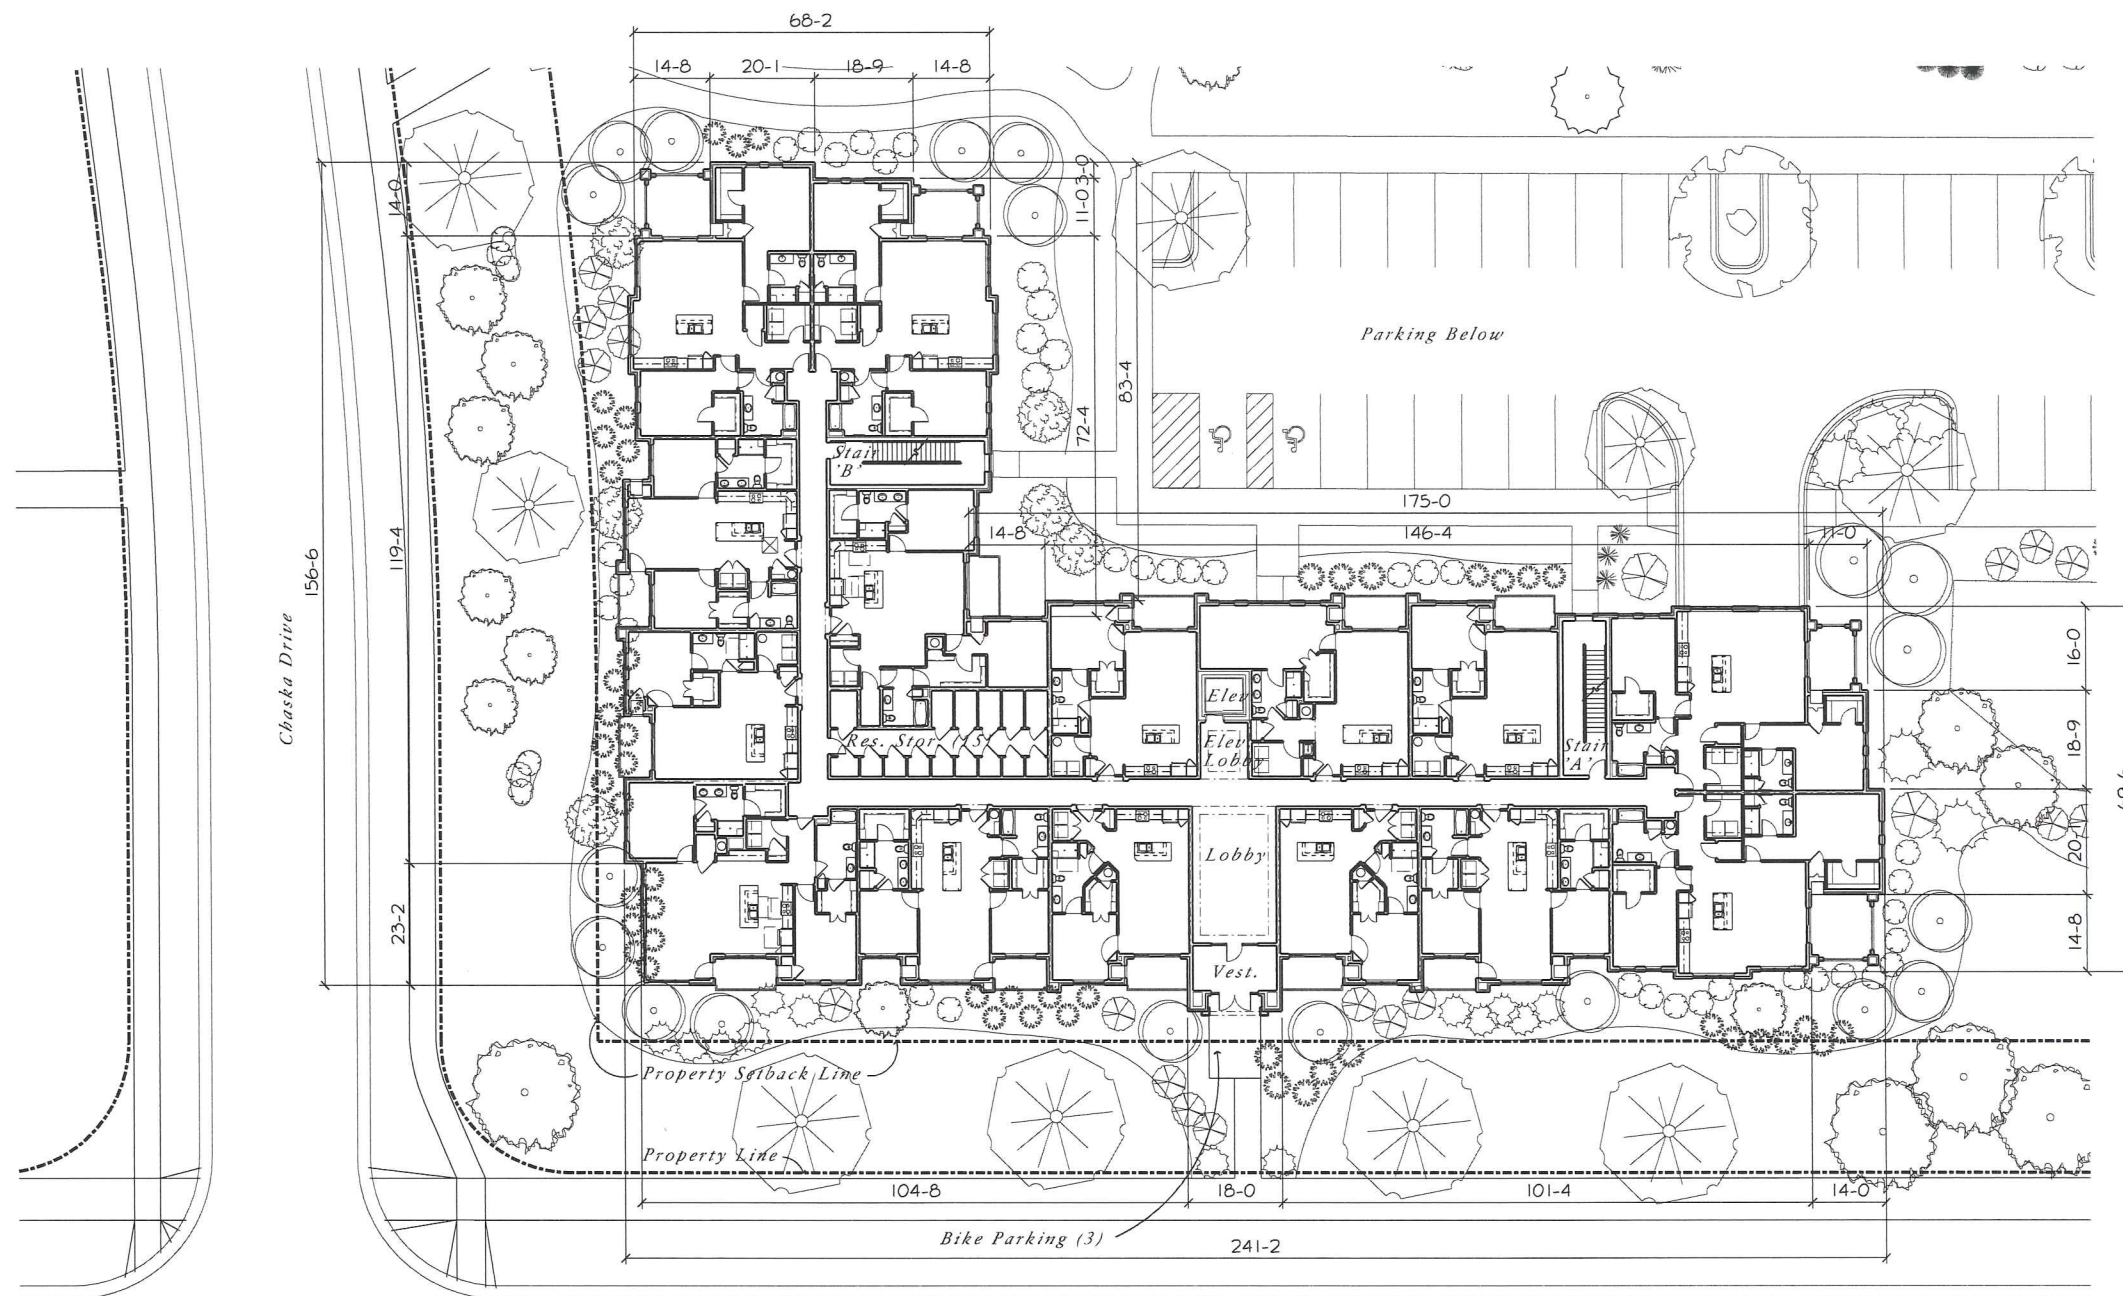 68-2
14-8
20-1
18-9
14-8
14-0
11-0
3-0
83-4
72-4
Parking Below
156-6
119-4
Stair
'B'
175-0
14-8
146-4
11-0
Chaska Drive
16-0
18-9
Elev
Elev
Lobby
Res. Stor
Stair
'A'
Lobby
20-1
14-8
23-2
Vest.
Property Setback Line
Property Line
104-8
18-0
101-4
14-0
Bike Parking (3)
241-2